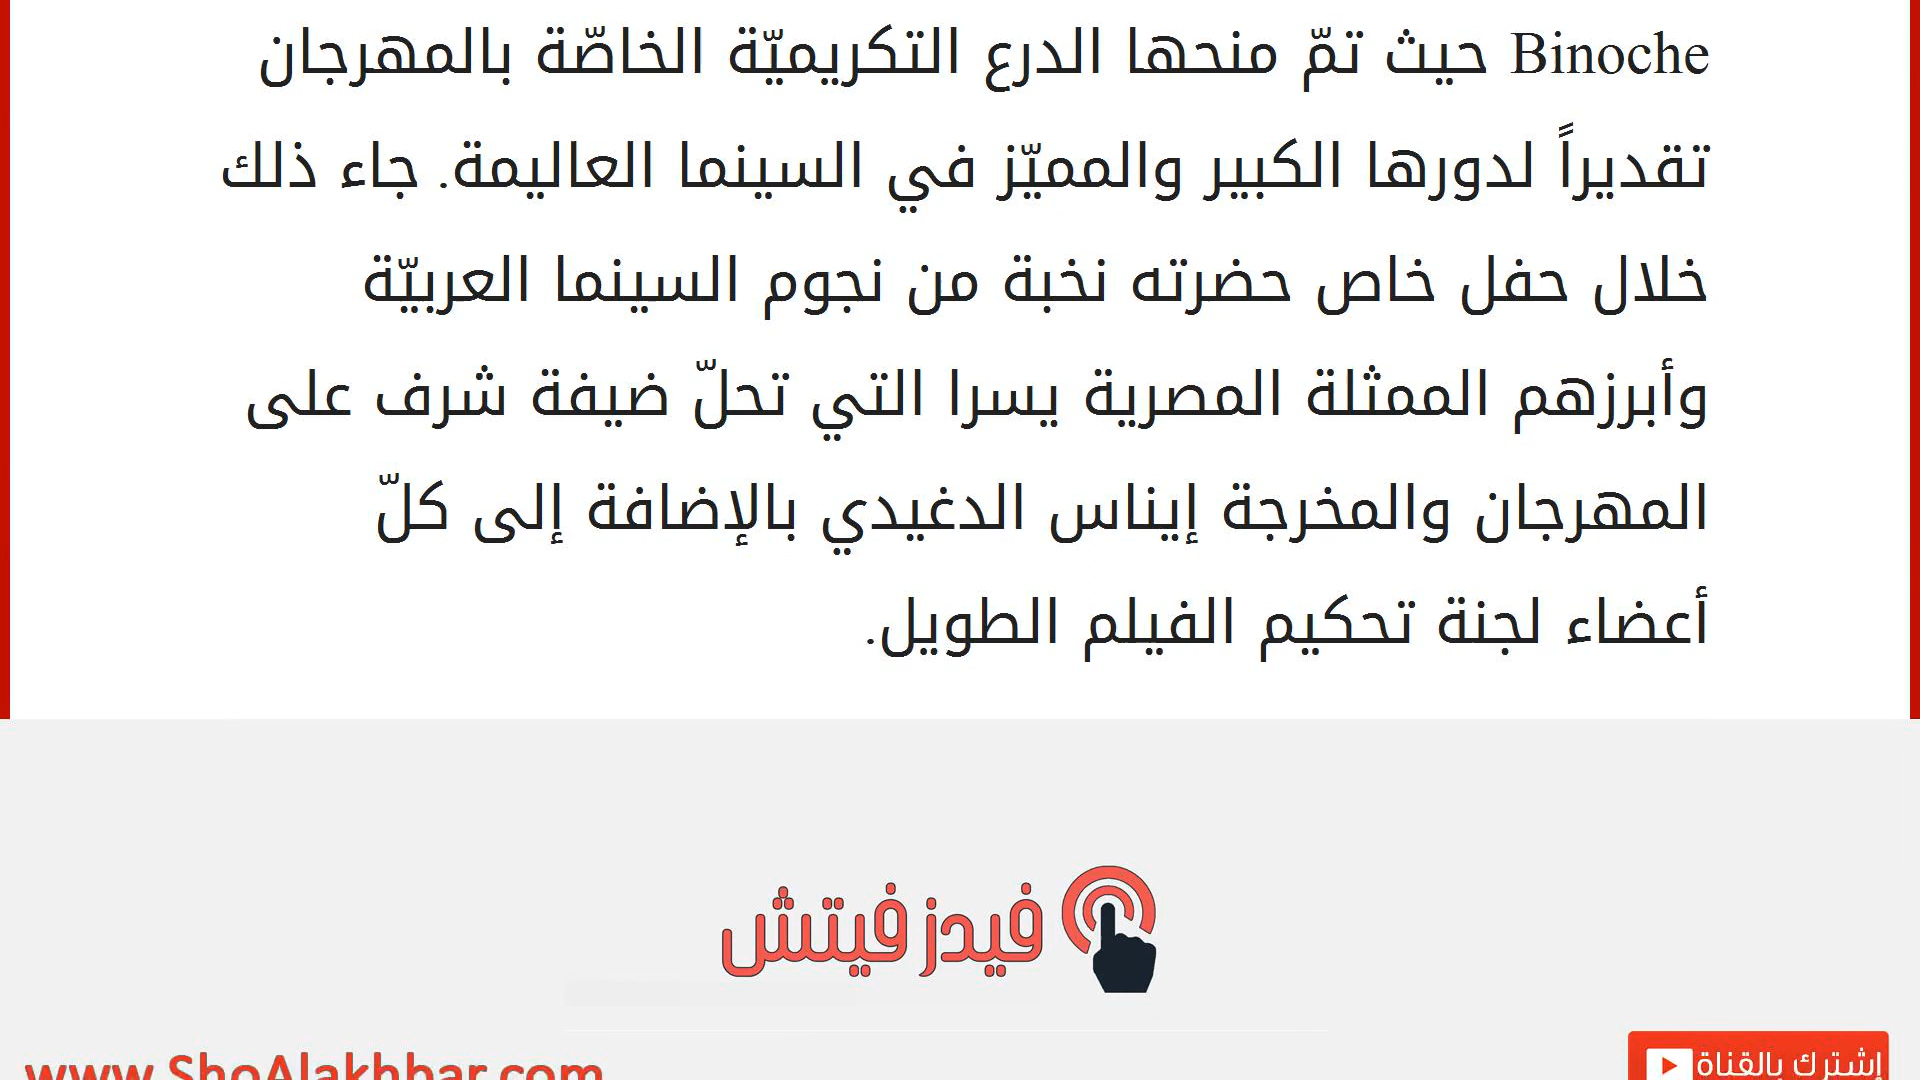 Binoche حيث تمّ منحها الدرع التكريميّة الخاصّة بالمهرجان
تقديراً لدورها الكبير والمميّز في السينما العاليمة. جاء ذلك
خلال حفل خاص حضرته نخبة من نجوم السينما العربيّة
وأبرزهم الممثلة المصرية يسرا التي تحلّ ضيفة شرف على
المهرجان والمخرجة إيناس الدغيدي بالإضافة إلى كلّ
أعضاء لجنة تحكيم الفيلم الطويل.
فيدز فيتش
www.ShoAlakhbar.com
إشترك بالقناة